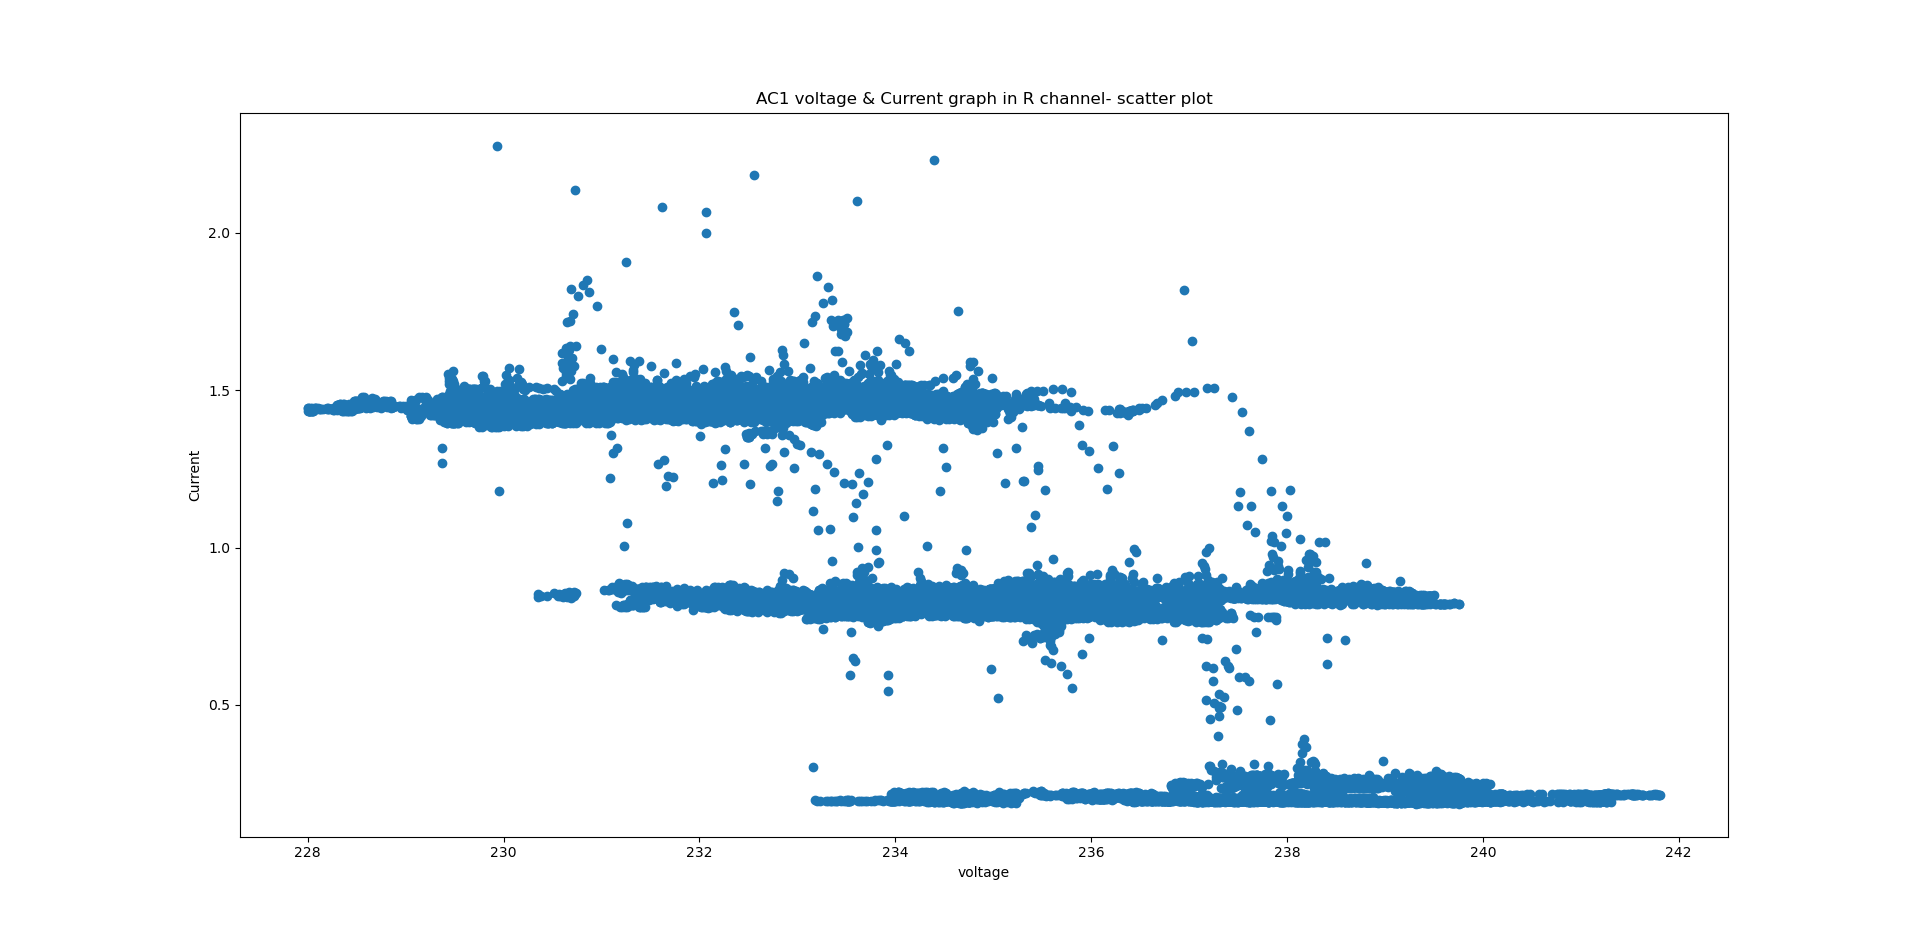 AC1 voltage & Current graph in R channel- scatter plot
2.0
1.5
1.0
0.5
Current
228 230 232 234 236 238 240 242
voltage